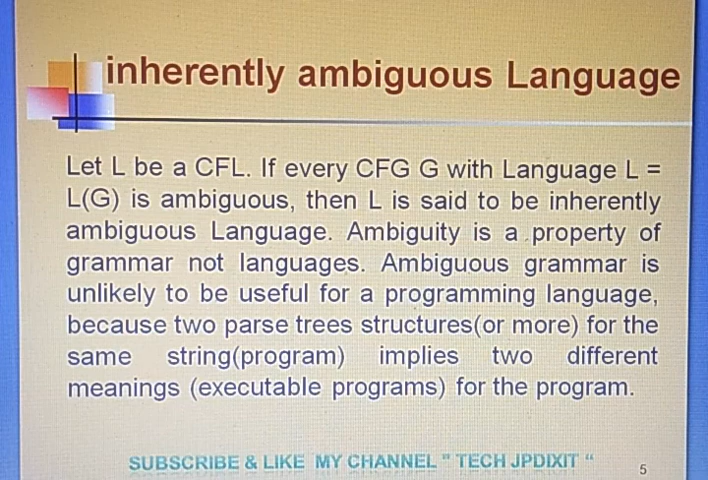 inherently ambiguous Language
Let L be a CFL. If every CFG G with Language L =
L(G) is ambiguous, then L is said to be inherently
ambiguous Language. Ambiguity is a property of
grammar not languages. Ambiguous grammar is
unlikely to be useful for a programming language,
because two parse trees structures(or more) for the
same string(program) implies two different
meanings (executable programs) for the program.
SUBSCRIBE & LIKE MY CHANNEL " TECH JPDIXIT "
5